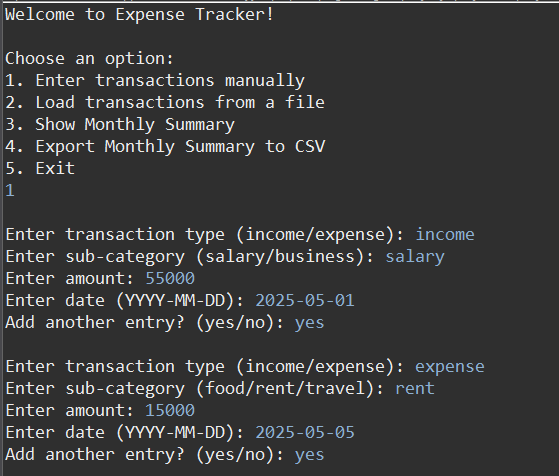 Welcome to Expense Tracker!
Choose an option:
1. Enter transactions manually
2. Load transactions from a file
3. Show Monthly Summary
4. Export Monthly Summary to CSV
5. Exit
1
Enter transaction type (income/expense): income
Enter sub-category (salary/business): salary
Enter amount: 55000
Enter date (YYYY-MM-DD): 2025-05-01
Add another entry? (yes/no): yes
Enter transaction type (income/expense): expense
Enter sub-category (food/rent/travel): rent
Enter amount: 15000
Enter date (YYYY-MM-DD): 2025-05-05
Add another entry? (yes/no): yes